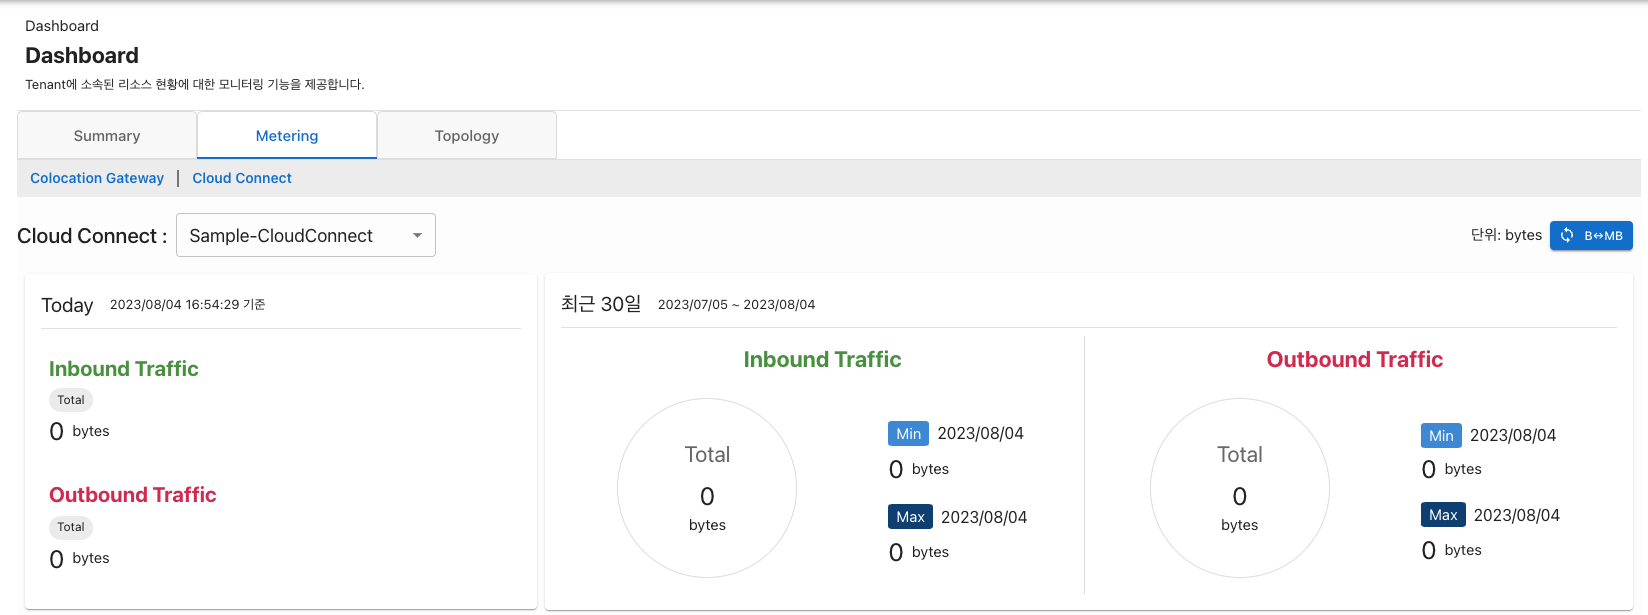 Dashboard
Dashboard
Tenant에 소속된 리소스 현황에 대한 모니터링 기능을 제공합니다.
Summary
Metering
Topology
Colocation Gateway | Cloud Connect
Cloud Connect :
Sample-CloudConnect
단위: bytes
B↔MB
Today 2023/08/04 16:54:29 기준
Inbound Traffic
Total
0 bytes
Outbound Traffic
Total
0 bytes
최근 30일 2023/07/05 ~ 2023/08/04
Inbound Traffic
Total
0
bytes
Min 2023/08/04
0 bytes
Max 2023/08/04
0 bytes
Outbound Traffic
Total
0
bytes
Min 2023/08/04
0 bytes
Max 2023/08/04
0 bytes